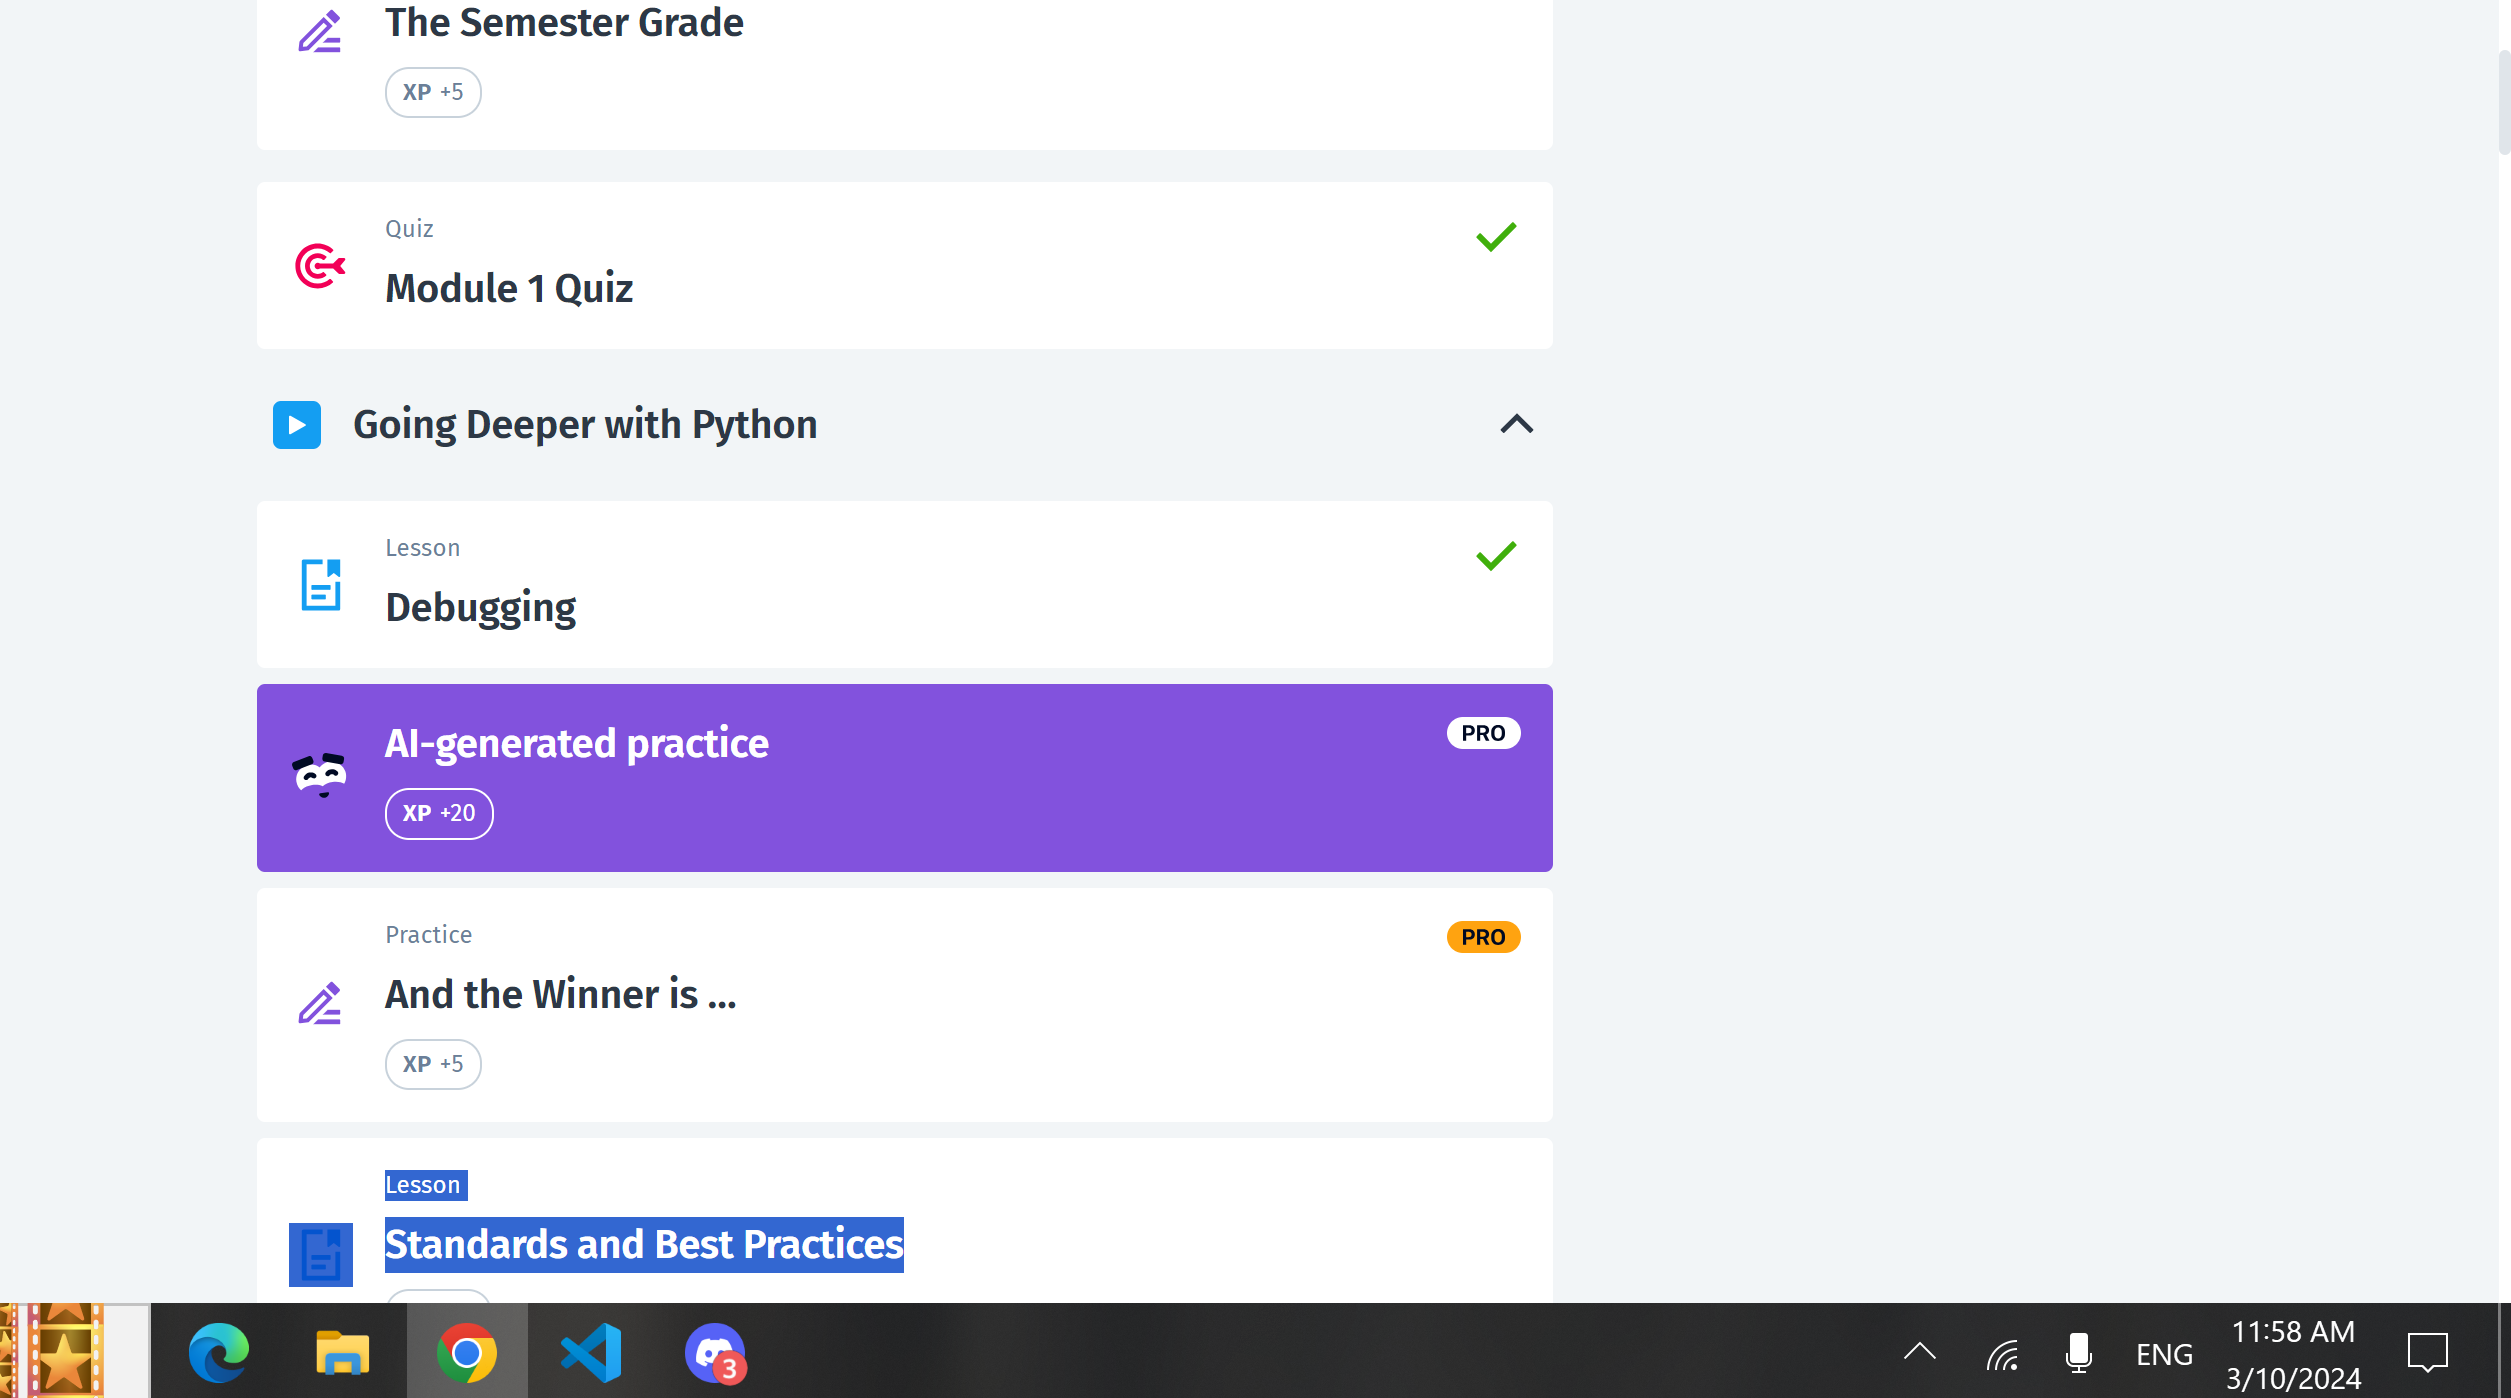 The Semester Grade
XP +5
Quiz
Module 1 Quiz
Going Deeper with Python
Lesson
Debugging
AI-generated practice
PRO
XP +20
Practice
PRO
And the Winner is ...
XP +5
Lesson
Standards and Best Practices
3
ENG
11:58 AM
3/10/2024